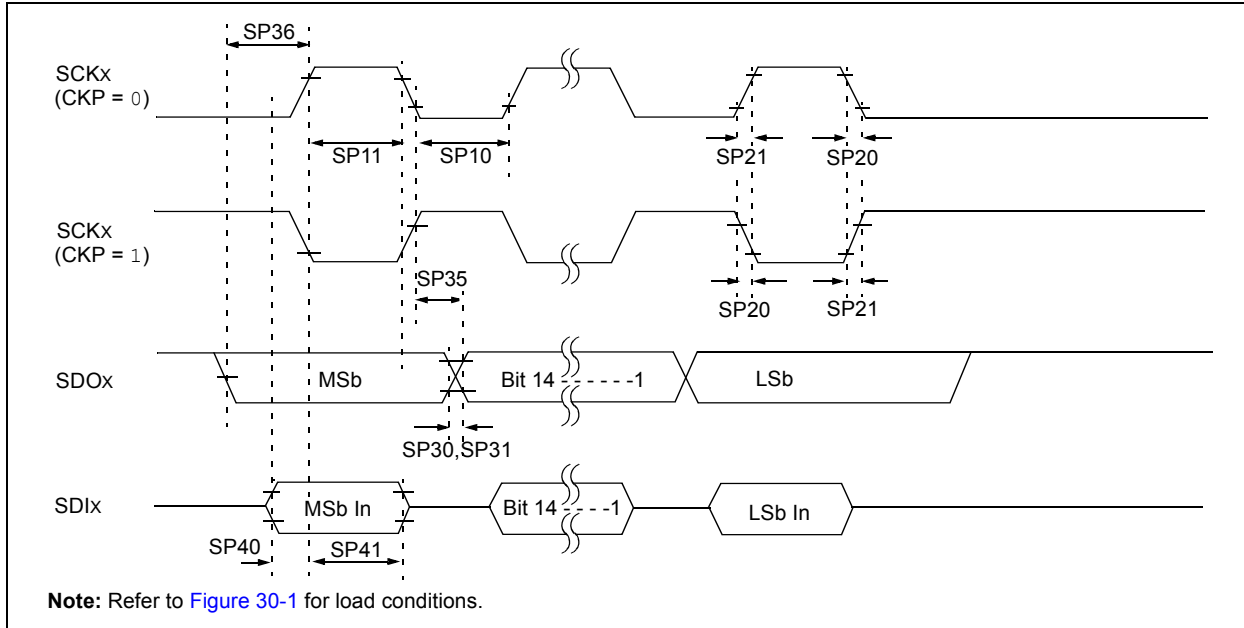 SP36
SCKx
(CKP = 0)
SP11
SP10
SP21
SP20
SCKx
(CKP = 1)
SP35
SP20
SP21
SDOx
MSb
Bit 14 - - - - - -1
LSb
SP30,SP31
SDIx
MSb In
Bit 14 - - - -1
LSb In
SP40
SP41
Note: Refer to Figure 30-1 for load conditions.